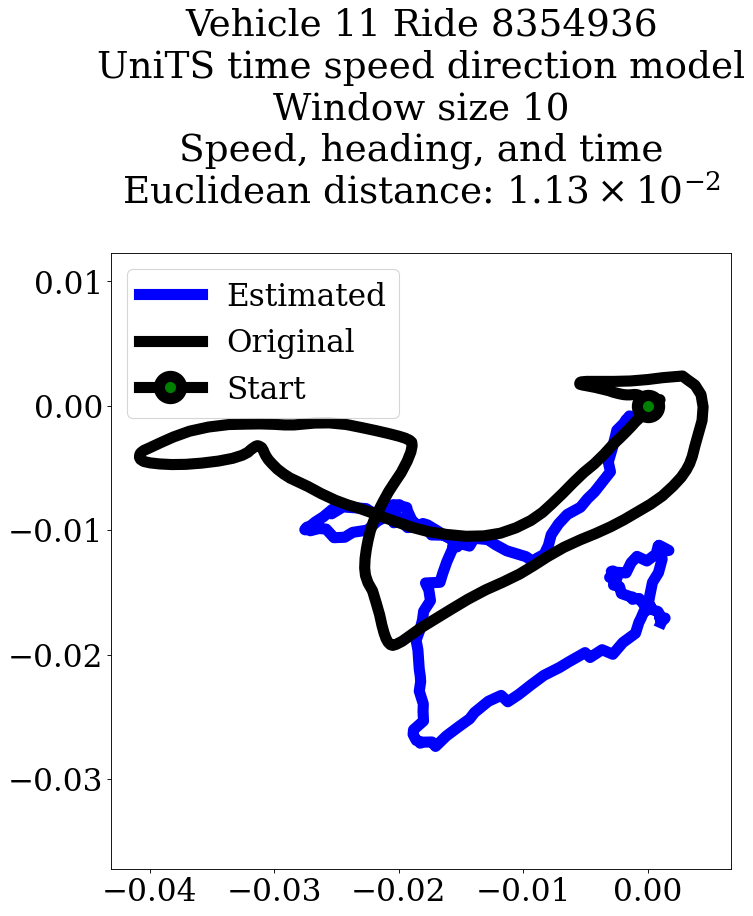 Vehicle 11 Ride 8354936
UniTS time speed direction model
Window size 10
Speed, heading, and time
Euclidean distance: 1.13 × 10⁻²
Estimated
Original
Start
0.01
0.00
−0.01
−0.02
−0.03
−0.04 −0.03 −0.02 −0.01 0.00